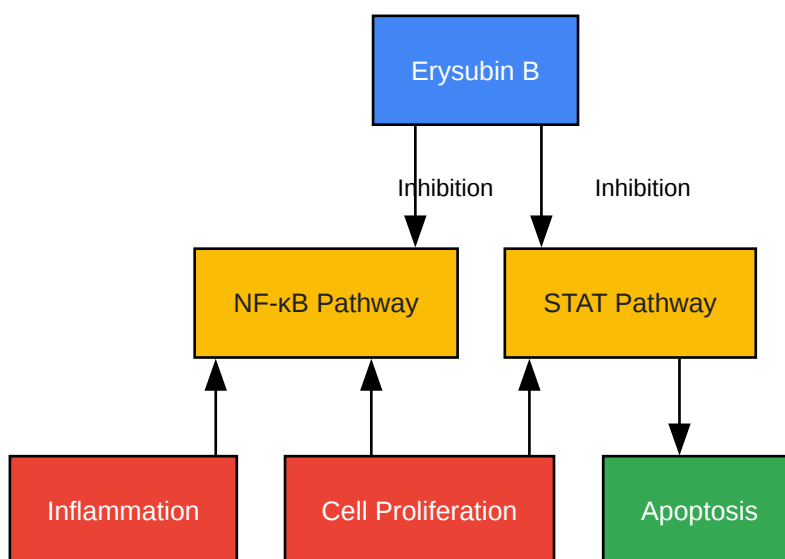 Erysubin B
Inhibition
Inhibition
NF-κB Pathway
STAT Pathway
Inflammation
Cell Proliferation
Apoptosis